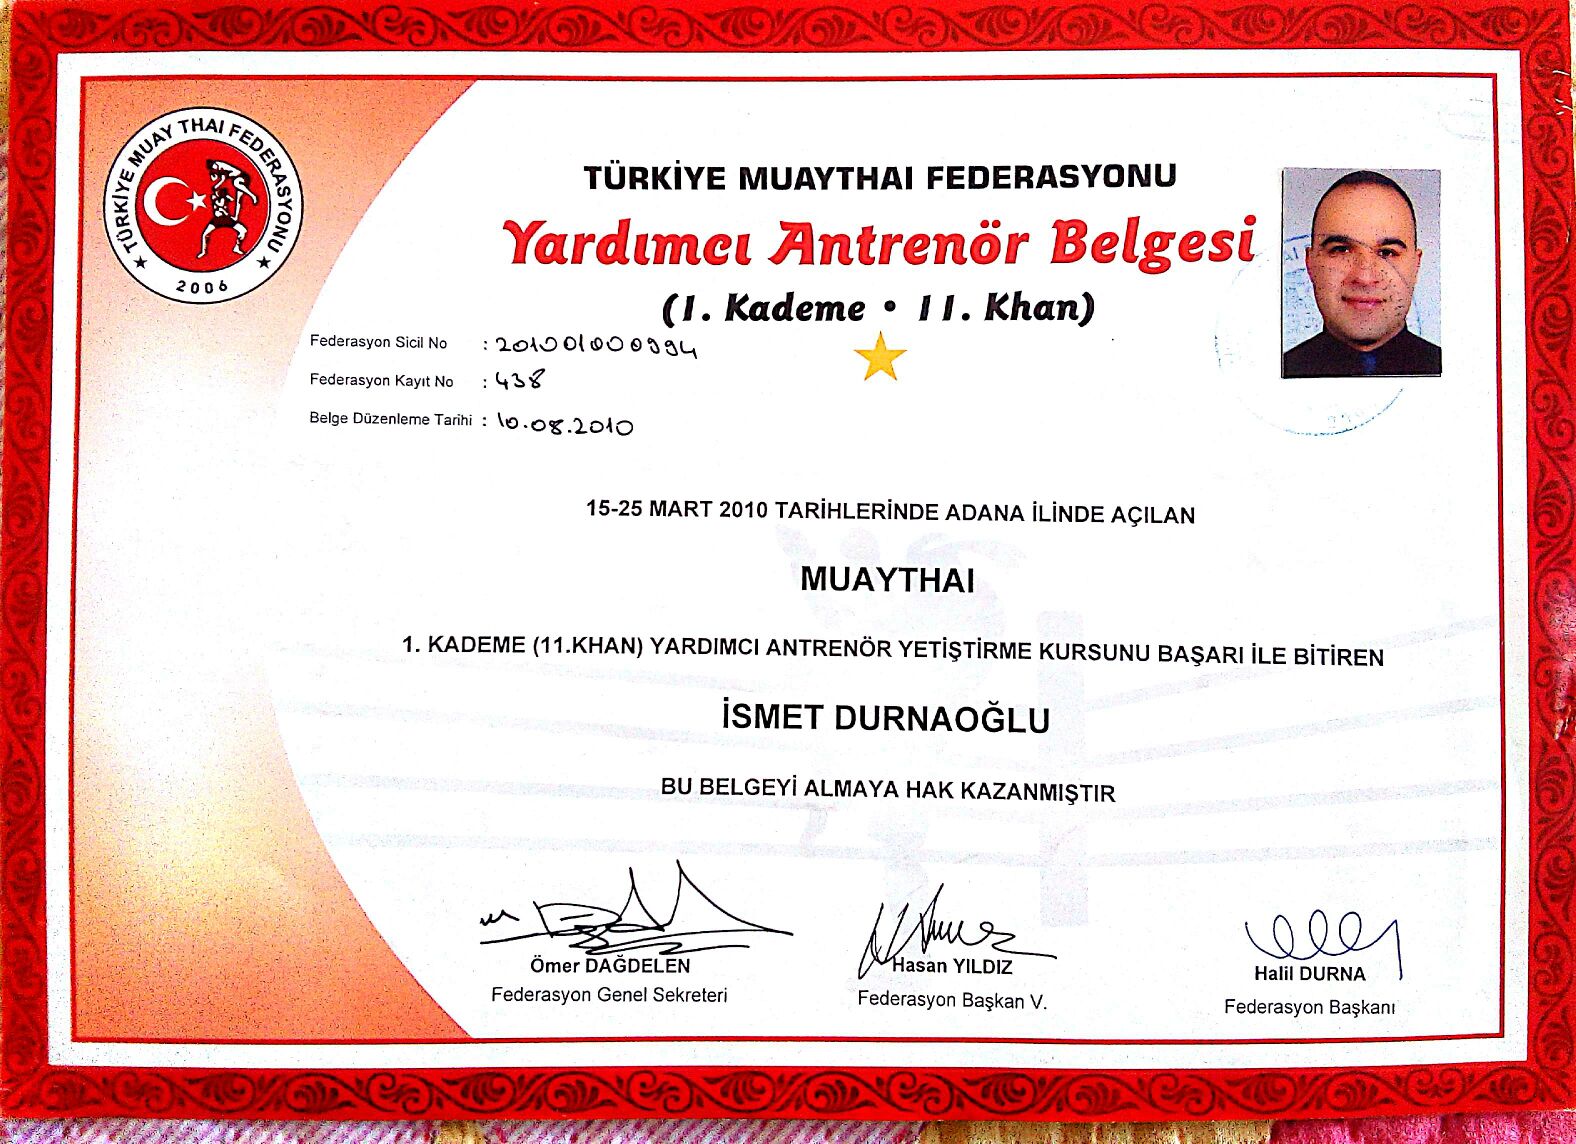 TÜRKİYE MUAY THAI FEDERASYONU
2006
TÜRKİYE MUAYTHAI FEDERASYONU
Yardımcı Antrenör Belgesi
(1. Kademe • 11. Khan)
Federasyon Sicil No : 201001000994
Federasyon Kayıt No : 438
Belge Düzenleme Tarihi : 10.08.2010
15-25 MART 2010 TARİHLERİNDE ADANA İLİNDE AÇILAN
MUAYTHAI
1. KADEME (11.KHAN) YARDIMCI ANTRENÖR YETİŞTİRME KURSUNU BAŞARI İLE BİTİREN
İSMET DURNAOĞLU
BU BELGEYİ ALMAYA HAK KAZANMIŞTIR
Ömer DAĞDELEN
Federasyon Genel Sekreteri
Hasan YILDIZ
Federasyon Başkan V.
Halil DURNA
Federasyon Başkanı